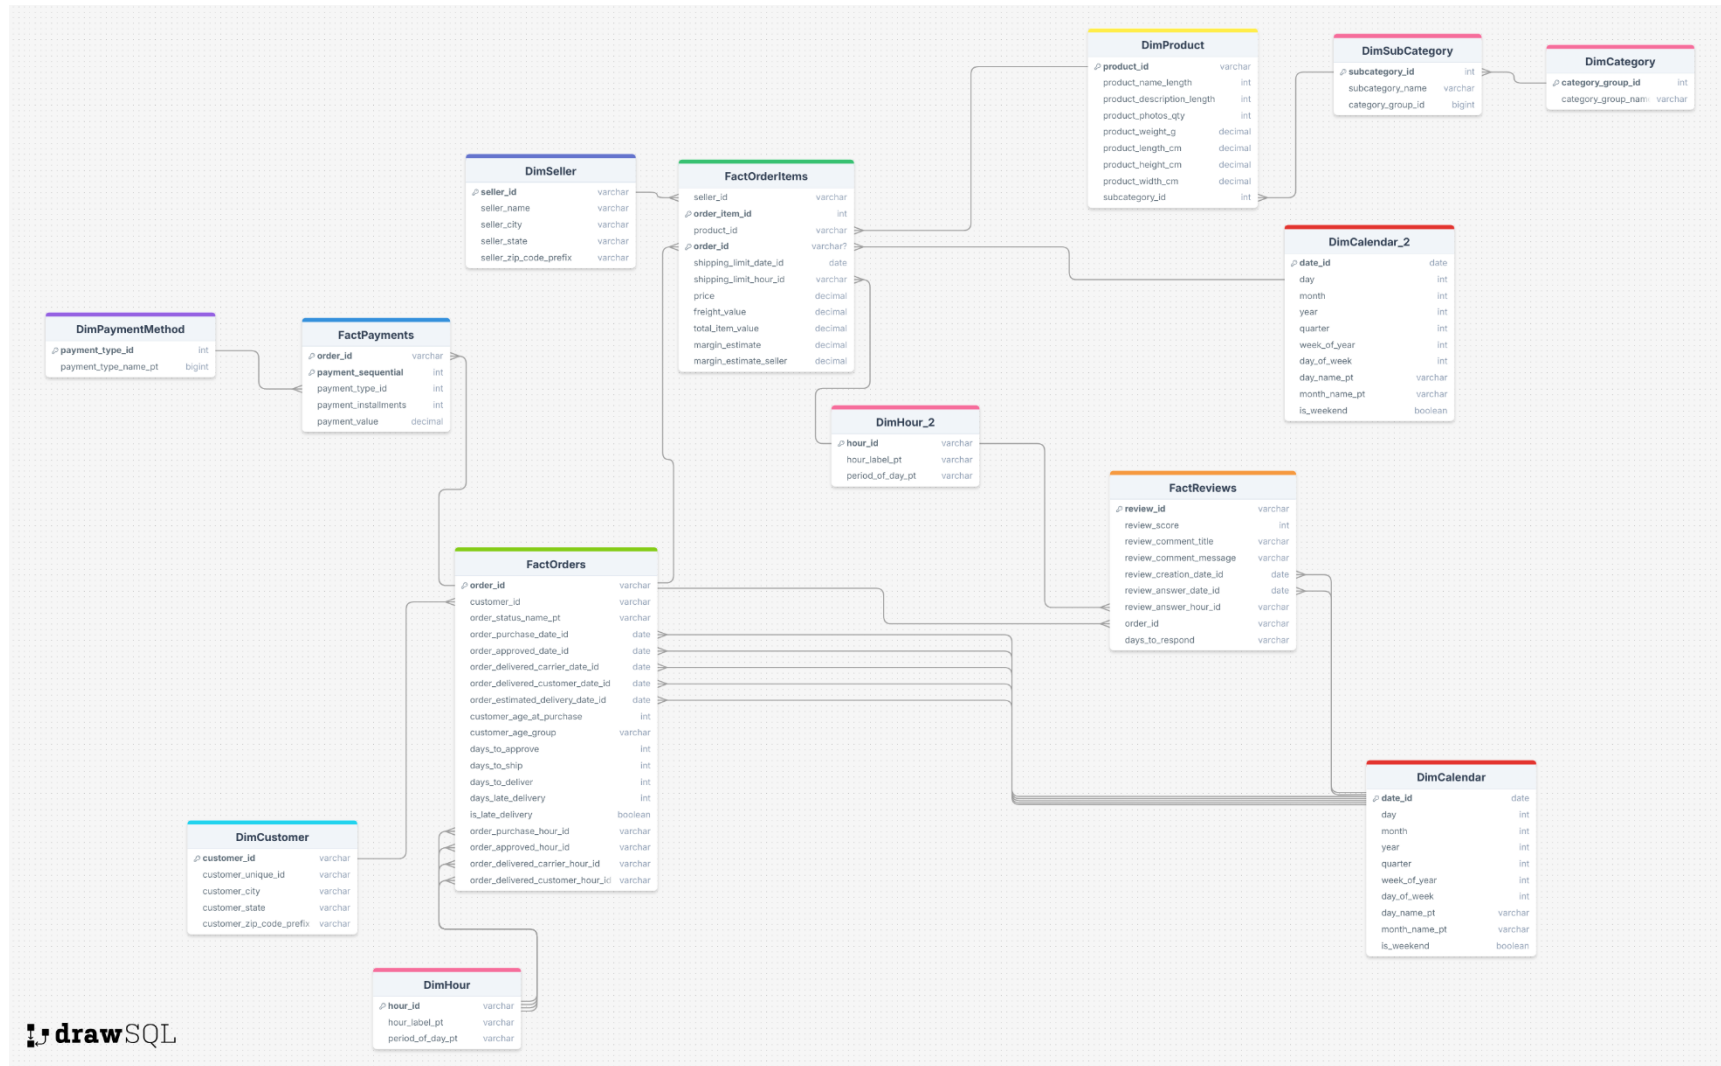 DimProduct
product_id varchar
product_name_length int
product_description_length int
product_photos_qty int
product_weight_g decimal
product_length_cm decimal
product_height_cm decimal
product_width_cm decimal
subcategory_id int
DimSubCategory
subcategory_id int
subcategory_name varchar
category_group_id bigint
DimCategory
category_group_id int
category_group_nam varchar
DimSeller
seller_id varchar
seller_name varchar
seller_city varchar
seller_state varchar
seller_zip_code_prefix varchar
FactOrderItems
seller_id varchar
order_item_id int
product_id varchar
order_id varchar?
shipping_limit_date_id date
shipping_limit_hour_id varchar
price decimal
freight_value decimal
total_item_value decimal
margin_estimate decimal
margin_estimate_seller decimal
DimCalendar_2
date_id date
day int
month int
year int
quarter int
week_of_year int
day_of_week int
day_name_pt varchar
month_name_pt varchar
is_weekend boolean
DimPaymentMethod
payment_type_id int
payment_type_name_pt bigint
FactPayments
order_id varchar
payment_sequential int
payment_type_id int
payment_installments int
payment_value decimal
DimHour_2
hour_id varchar
hour_label_pt varchar
period_of_day_pt varchar
FactReviews
review_id varchar
review_score int
review_comment_title varchar
review_comment_message varchar
review_creation_date_id date
review_answer_date_id date
review_answer_hour_id varchar
order_id varchar
days_to_respond varchar
FactOrders
order_id varchar
customer_id varchar
order_status_name_pt varchar
order_purchase_date_id date
order_approved_date_id date
order_delivered_carrier_date_id date
order_delivered_customer_date_id date
order_estimated_delivery_date_id date
customer_age_at_purchase int
customer_age_group varchar
days_to_approve int
days_to_ship int
days_to_deliver int
days_late_delivery int
is_late_delivery boolean
order_purchase_hour_id varchar
order_approved_hour_id varchar
order_delivered_carrier_hour_id varchar
order_delivered_customer_hour_id varchar
DimCalendar
date_id date
day int
month int
year int
quarter int
week_of_year int
day_of_week int
day_name_pt varchar
month_name_pt varchar
is_weekend boolean
DimCustomer
customer_id varchar
customer_unique_id varchar
customer_city varchar
customer_state varchar
customer_zip_code_prefix varchar
DimHour
hour_id varchar
hour_label_pt varchar
period_of_day_pt varchar
drawSQL